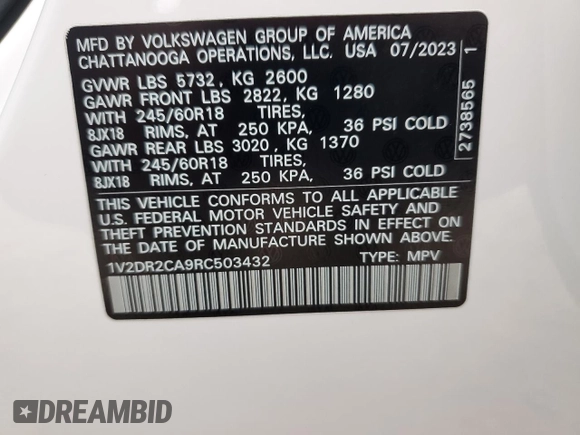 MFD BY VOLKSWAGEN GROUP OF AMERICA
CHATTANOOGA OPERATIONS, LLC. USA 07/2023
GVWR LBS 5732, KG 2600
GAWR FRONT LBS 2822, KG 1280
WITH 245/60R18 TIRES,
8JX18 RIMS, AT 250 KPA, 36 PSI COLD
GAWR REAR LBS 3020, KG 1370
WITH 245/60R18 TIRES,
8JX18 RIMS, AT 250 KPA, 36 PSI COLD
THIS VEHICLE CONFORMS TO ALL APPLICABLE
U.S. FEDERAL MOTOR VEHICLE SAFETY AND
THEFT PREVENTION STANDARDS IN EFFECT ON
THE DATE OF MANUFACTURE SHOWN ABOVE.
1V2DR2CA9RC503432 TYPE: MPV
2738565 1
DREAMBID